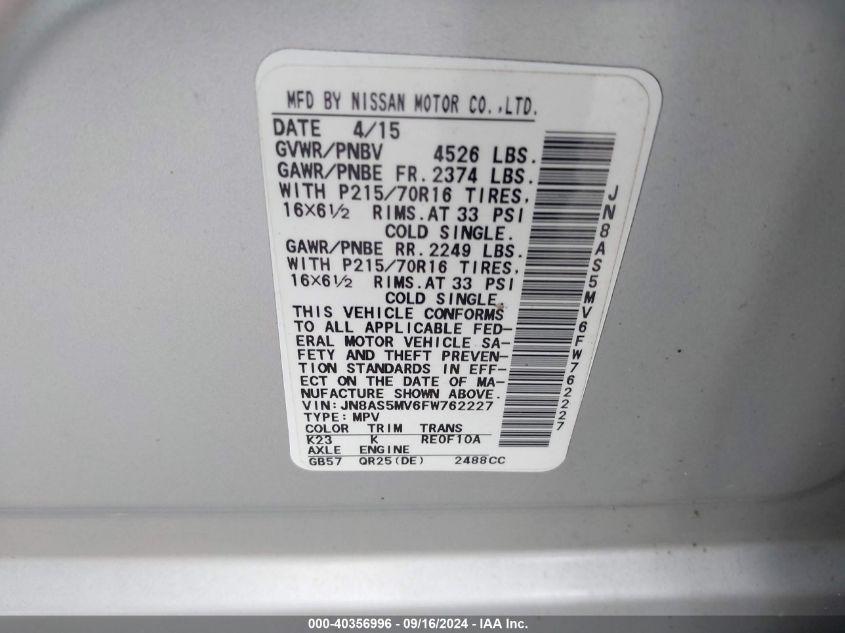 MFD BY NISSAN MOTOR CO.,LTD.
DATE 4/15
GVWR/PNBV 4526 LBS.
GAWR/PNBE FR. 2374 LBS.
WITH P215/70R16 TIRES,
16X6½ RIMS. AT 33 PSI
COLD SINGLE.
GAWR/PNBE RR. 2249 LBS.
WITH P215/70R16 TIRES,
16X6½ RIMS. AT 33 PSI
COLD SINGLE.
THIS VEHICLE CONFORMS
TO ALL APPLICABLE FED-
ERAL MOTOR VEHICLE SA-
FETY AND THEFT PREVEN-
TION STANDARDS IN EFF-
ECT ON THE DATE OF MA-
NUFACTURE SHOWN ABOVE.
VIN:JN8AS5MV6FW762227
TYPE:MPV
COLOR TRIM TRANS
K23 K RE0F10A
AXLE ENGINE
GB57 QR25(DE) 2488CC
JN8AS5MV6FW762227
000-40356996 - 09/16/2024 - IAA Inc.